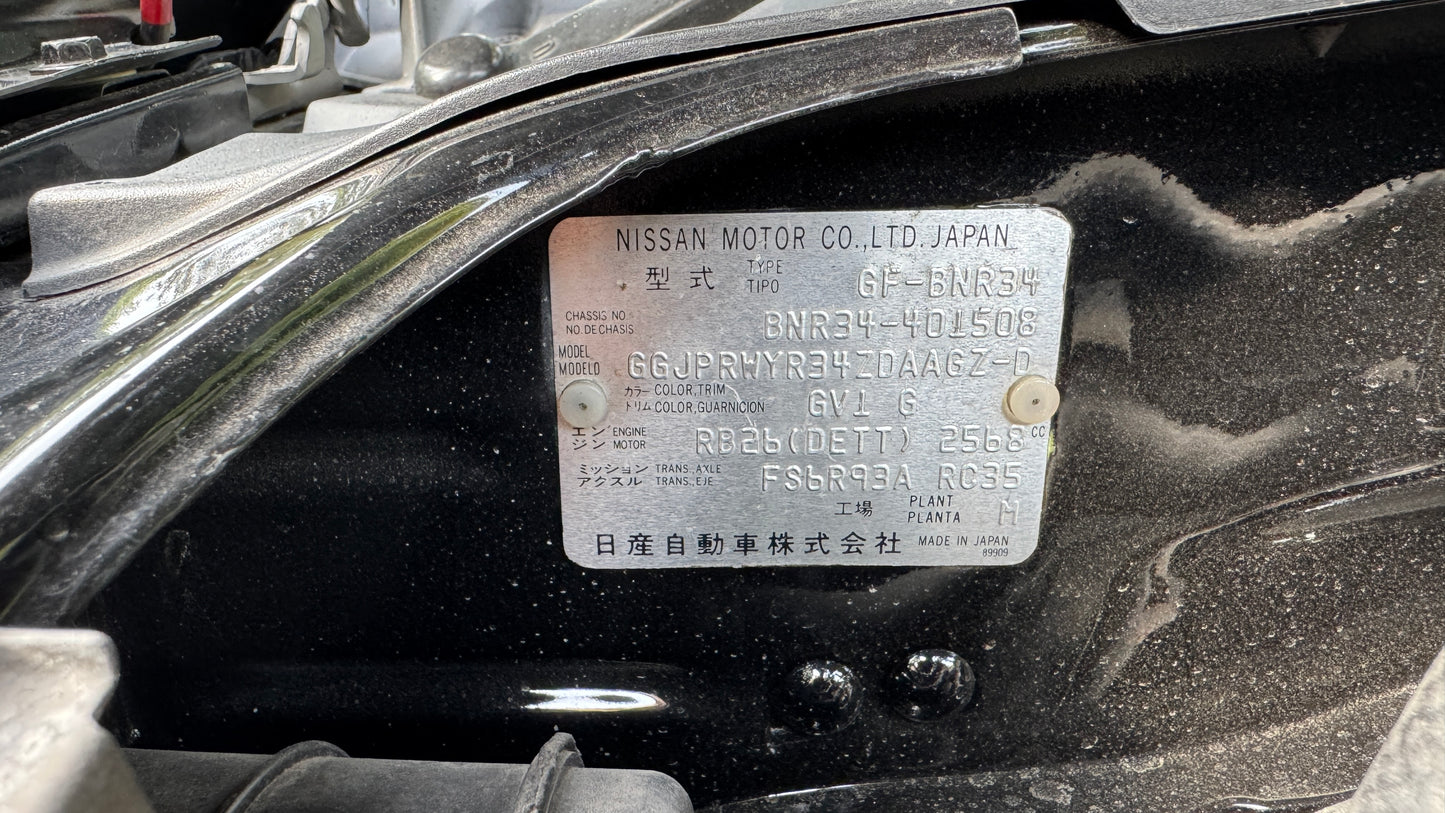 NISSAN MOTOR CO.,LTD. JAPAN
型式 TYPE TIPO GF-BNR34
CHASSIS NO. NO. DE CHASIS BNR34-401508
MODEL MODELO GGJPRWYR34ZDAAGZ-D
カラー COLOR,TRIM
トリム COLOR,GUARNICION GV1 G
エンジン ENGINE MOTOR RB26(DETT) 2568 CC
ミッション TRANS.,AXLE
アクスル TRANS.,EJE FS6R93A RC35
工場 PLANT PLANTA M
日産自動車株式会社 MADE IN JAPAN
89909